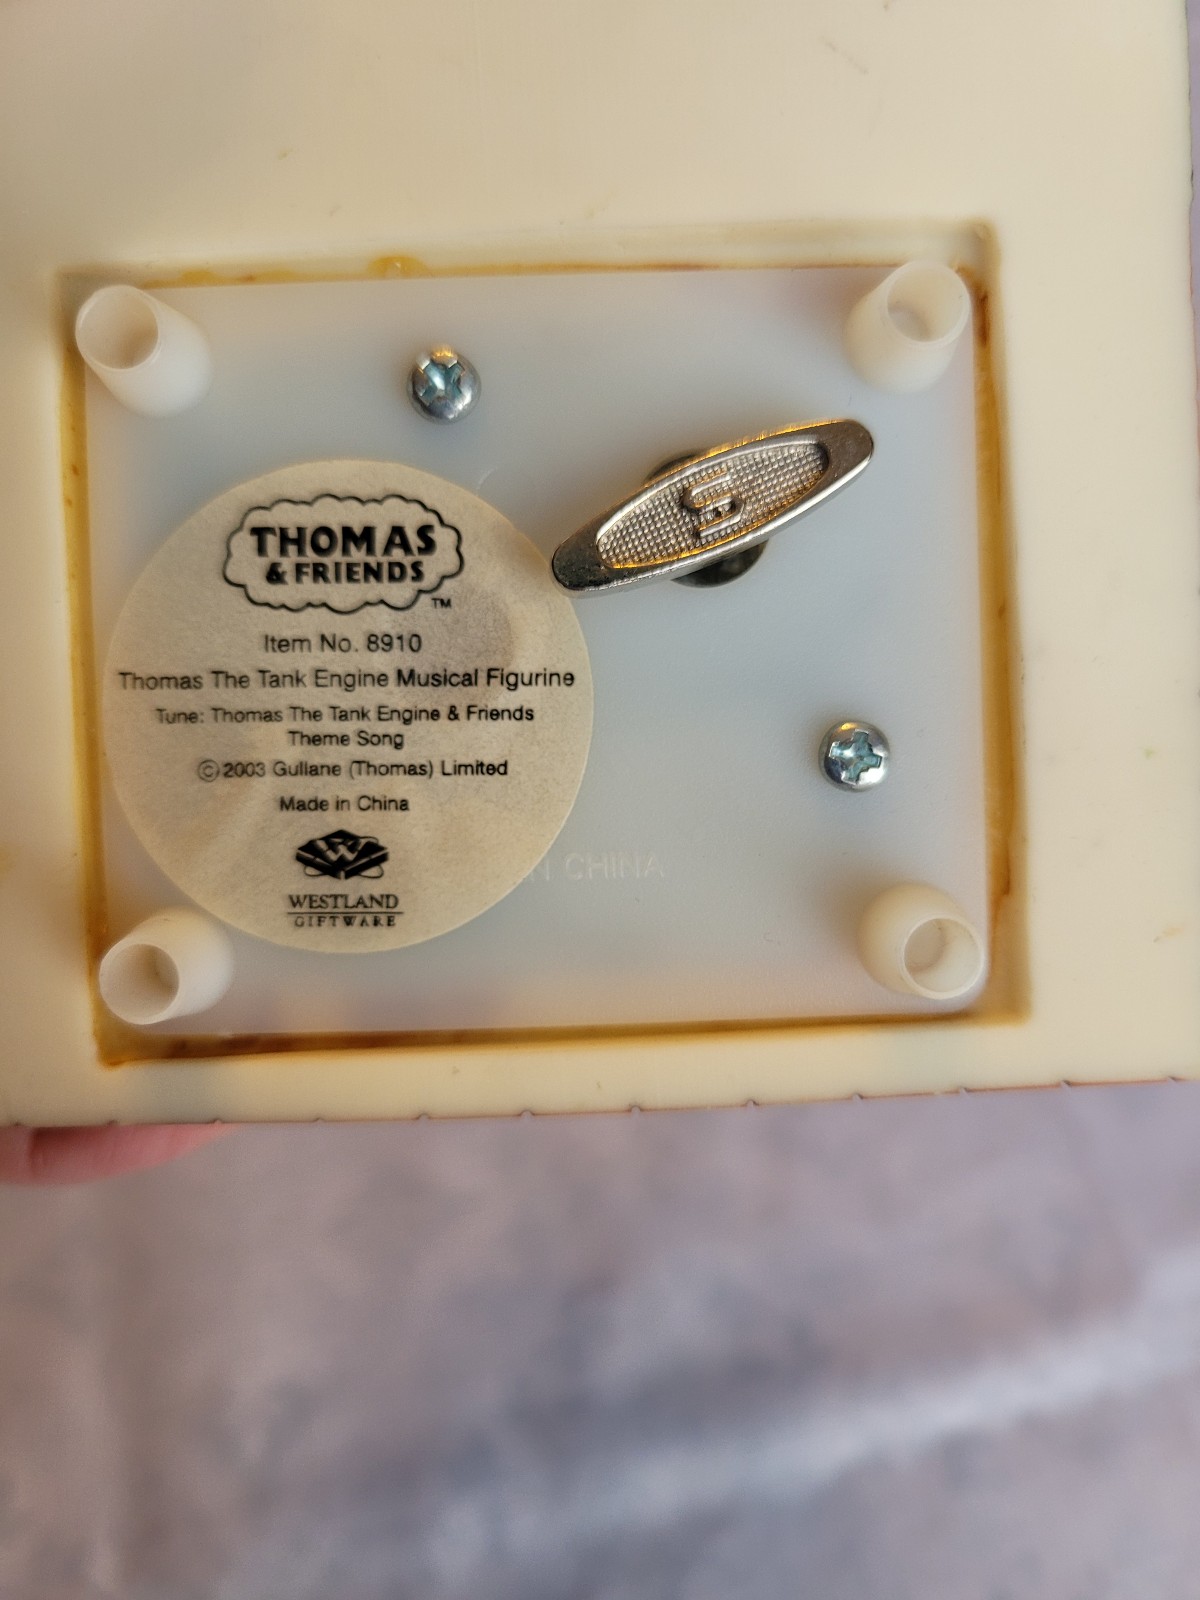 THOMAS
& FRIENDS
TM
Item No. 8910
Thomas The Tank Engine Musical Figurine
Tune: Thomas The Tank Engine & Friends
Theme Song
©2003 Gullane (Thomas) Limited
Made in China
WESTLAND
GIFTWARE
IN CHINA